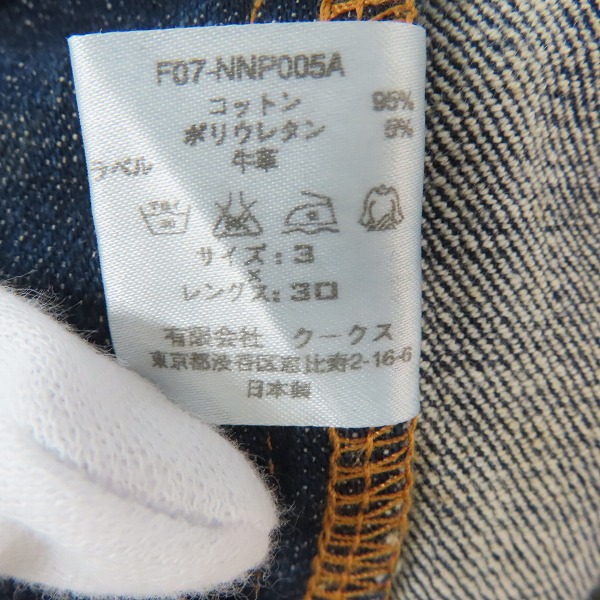 F07-NNP005A
コットン 95%
ポリウレタン 5%
ラベル 牛革
サイズ:3
×
レングス:30
有限会社 クークス
東京都渋谷区恵比寿2-16-6
日本製